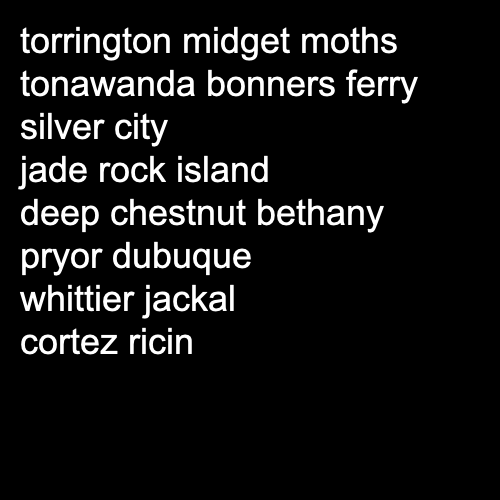 torrington midget moths
tonawanda bonners ferry
silver city
jade rock island
deep chestnut bethany
pryor dubuque
whittier jackal
cortez ricin